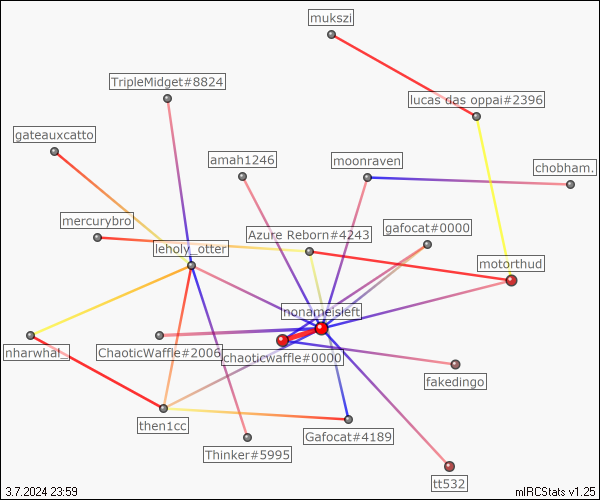 mukszi
TripleMidget#8824
lucas das oppai#2396
gateauxcatto
amah1246
moonraven
chobham.
mercurybro
Azure Reborn#4243
gafocat#0000
leholy_otter
motorthud
nonameisleft
nharwhal_
ChaoticWaffle#2006
chaoticwaffle#0000
fakedingo
then1cc
Gafocat#4189
Thinker#5995
tt532
3.7.2024 23:59
mIRCStats v1.25